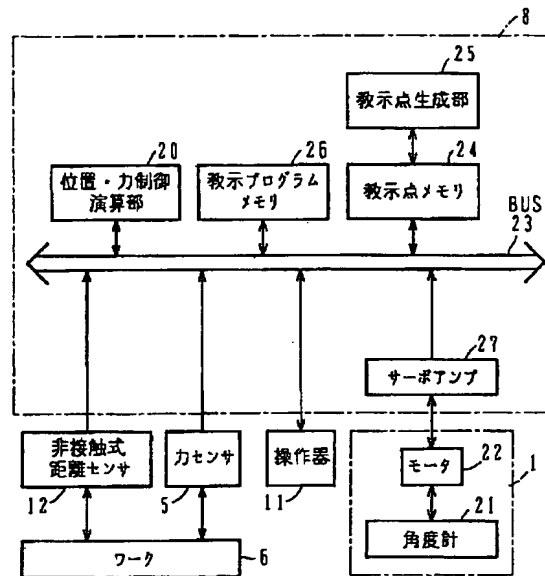 8
25
教示点生成部
20
26
24
位置・力制御
演算部
教示プログラム
メモリ
教示点メモリ
BUS
23
27
サーボアンプ
非接触式
距離センサ
力センサ
操作器
モータ
22
1
12
5
11
21
角度計
ワーク
6